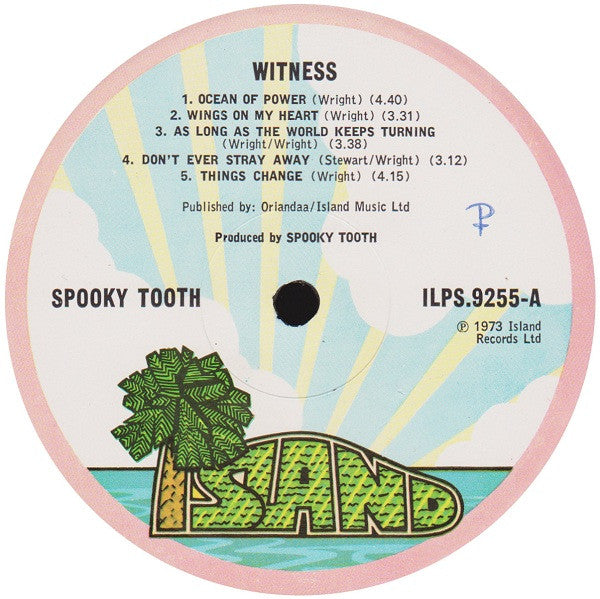 WITNESS
1. OCEAN OF POWER (Wright) (4.40)
2. WINGS ON MY HEART (Wright) (3.31)
3. AS LONG AS THE WORLD KEEPS TURNING
(Wright/Wright) (3.38)
4. DON'T EVER STRAY AWAY (Stewart/Wright) (3.12)
5. THINGS CHANGE (Wright) (4.15)
Published by: Orlandaa/Island Music Ltd
Produced by SPOOKY TOOTH
SPOOKY TOOTH
ILPS.9255-A
℗ 1973 Island
Records Ltd
ISLAND